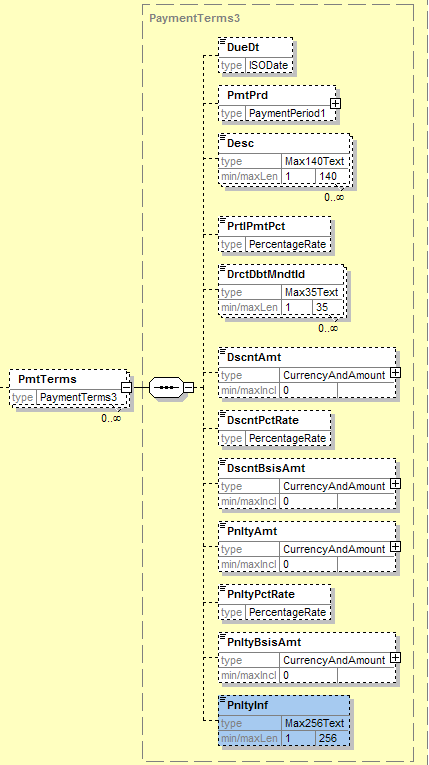 PaymentTerms3
DueDt
type ISODate
PmtPrd
type PaymentPeriod1
Desc
type Max140Text
min/maxLen 1 140
0..∞
PrtlPmtPct
type PercentageRate
DrctDbtMndtId
type Max35Text
min/maxLen 1 35
0..∞
DscntAmt
type CurrencyAndAmount
min/maxIncl 0
PmtTerms
type PaymentTerms3
0..∞
DscntPctRate
type PercentageRate
DscntBsisAmt
type CurrencyAndAmount
min/maxIncl 0
PnltyAmt
type CurrencyAndAmount
min/maxIncl 0
PnltyPctRate
type PercentageRate
PnltyBsisAmt
type CurrencyAndAmount
min/maxIncl 0
PnltyInf
type Max256Text
min/maxLen 1 256